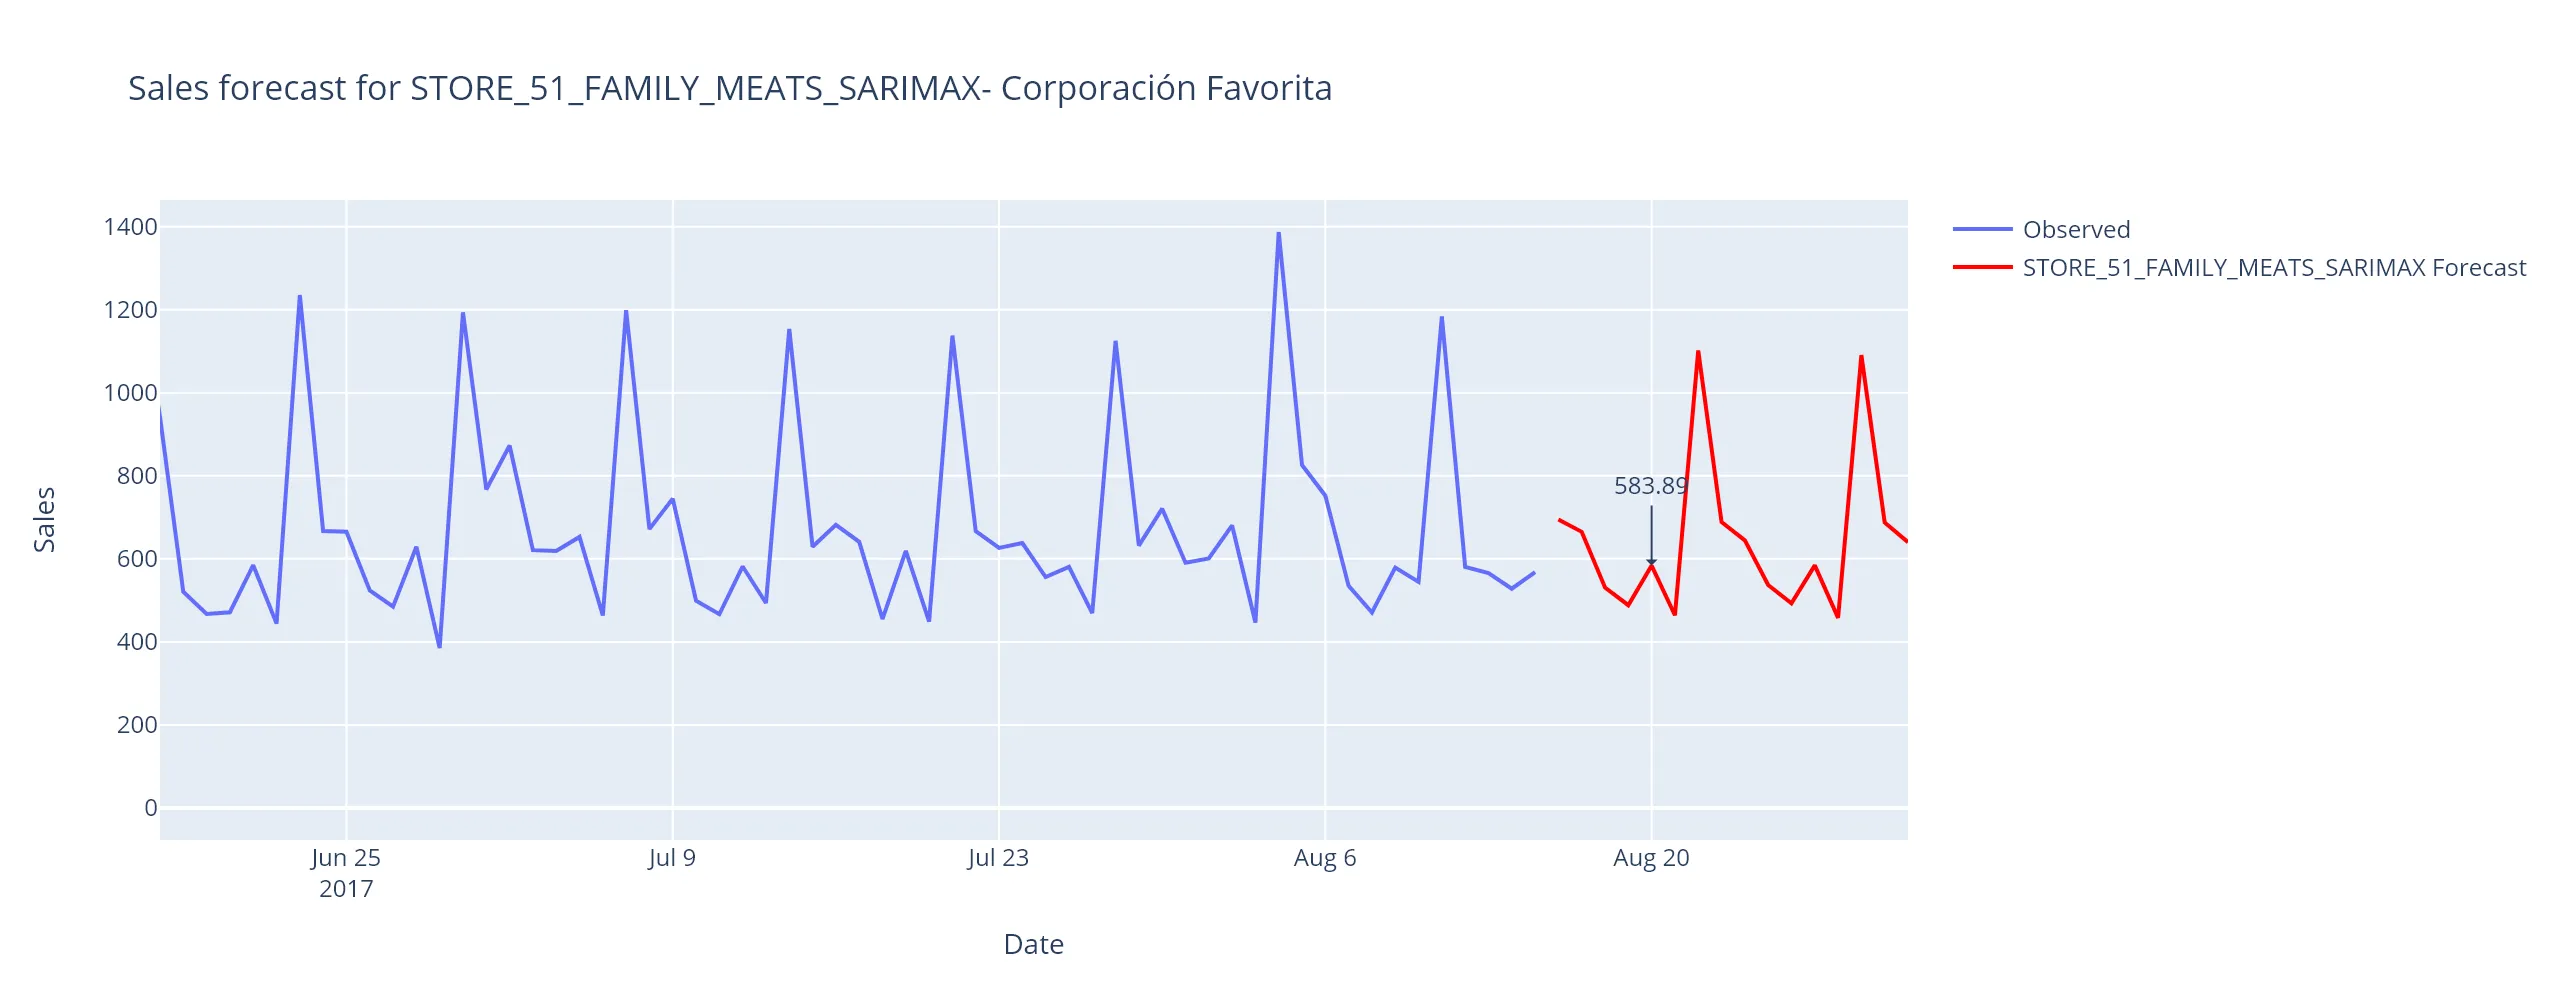 Sales forecast for STORE_51_FAMILY_MEATS_SARIMAX- Corporación Favorita
Observed
STORE_51_FAMILY_MEATS_SARIMAX Forecast
1400
1200
1000
800
600
400
200
0
Sales
583.89
Jun 25
2017
Jul 9
Jul 23
Aug 6
Aug 20
Date